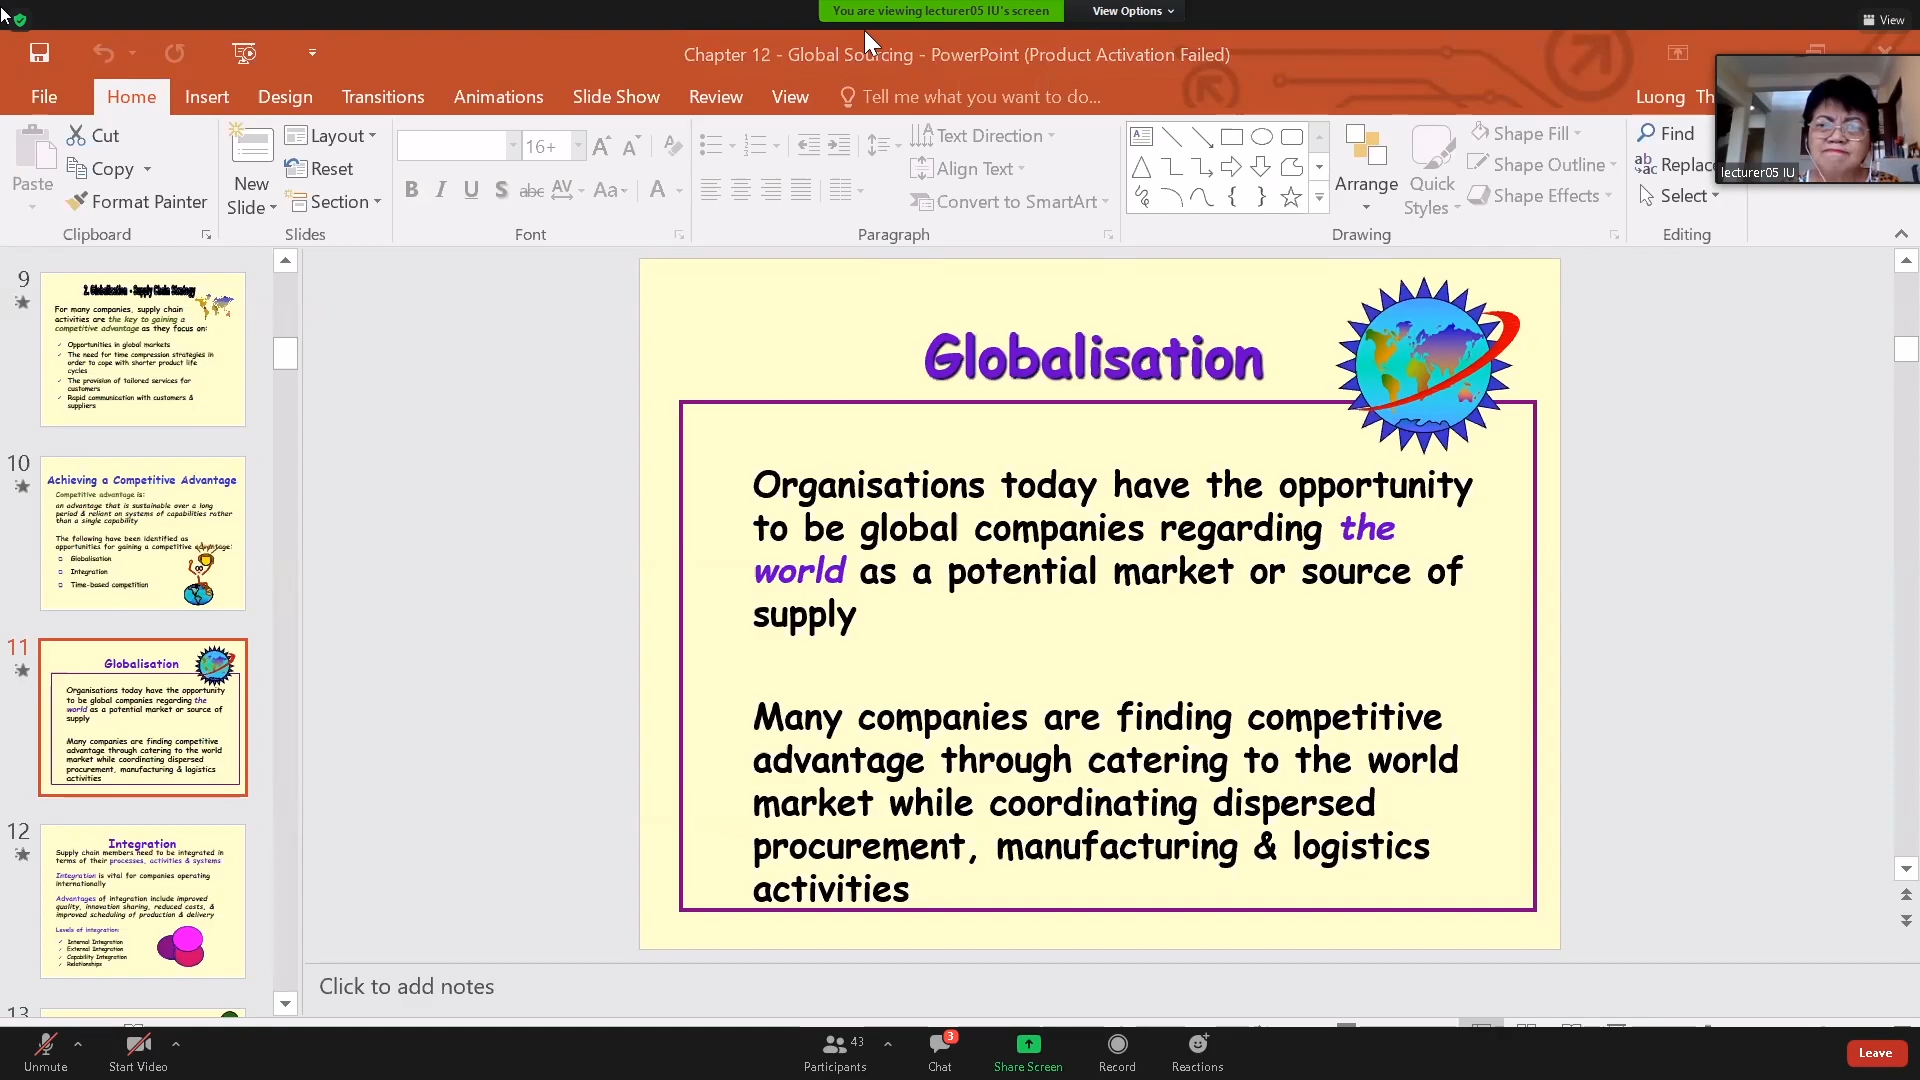 You are viewing lecturer05 IU's screen
View Options
View
Chapter 12 - Global Sourcing - PowerPoint (Product Activation Failed)
File
Home
Insert
Design
Transitions
Animations
Slide Show
Review
View
Tell me what you want to do...
Luong Th
Paste
Cut
Copy
Format Painter
Clipboard
New
Slide
Layout
Reset
Section
Slides
16+
B I U S abc AV Aa A
Font
Text Direction
Align Text
Convert to SmartArt
Paragraph
Arrange
Quick
Styles
Shape Fill
Shape Outline
Shape Effects
Drawing
Find
Replac
Select
Editing
lecturer05 IU
9
2. Globalisation - Supply Chain Strategy
For many companies, supply chain
activities are the key to gaining a
competitive advantage as they focus on:
Opportunities in global markets
The need for time compression strategies in
order to cope with shorter product life
cycles
The provision of tailored services for
customers
Rapid communication with customers &
suppliers
10
Achieving a Competitive Advantage
Competitive advantage is:
an advantage that is sustainable over a long
period & reliant on systems of capabilities rather
than a single capability
The following have been identified as
opportunities for gaining a competitive advantage:
Globalisation
Integration
Time-based competition
11
Globalisation
Organisations today have the opportunity
to be global companies regarding the
world as a potential market or source of
supply
Many companies are finding competitive
advantage through catering to the world
market while coordinating dispersed
procurement, manufacturing & logistics
activities
12
Integration
Supply chain members need to be integrated in
terms of their processes, activities & systems
Integration is vital for companies operating
internationally
Advantages of integration include improved
quality, innovation sharing, reduced costs, &
improved scheduling of production & delivery
Levels of integration:
Internal Integration
External Integration
Capability Integration
Relationships
13
Globalisation
Organisations today have the opportunity
to be global companies regarding the
world as a potential market or source of
supply
Many companies are finding competitive
advantage through catering to the world
market while coordinating dispersed
procurement, manufacturing & logistics
activities
Click to add notes
Unmute
Start Video
Participants
43
Chat
3
Share Screen
Record
Reactions
Leave